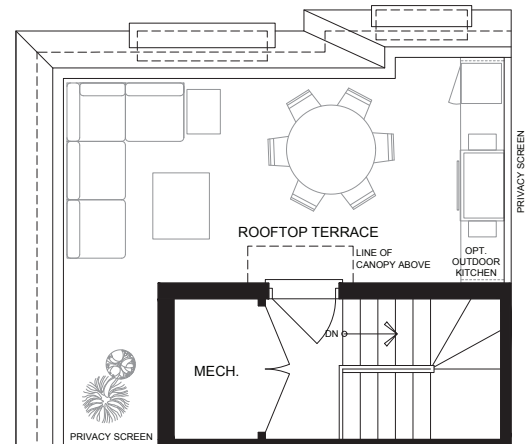 PRIVACY SCREEN
ROOFTOP TERRACE
LINE OF
CANOPY ABOVE
OPT.
OUTDOOR
KITCHEN
DN
MECH.
PRIVACY SCREEN